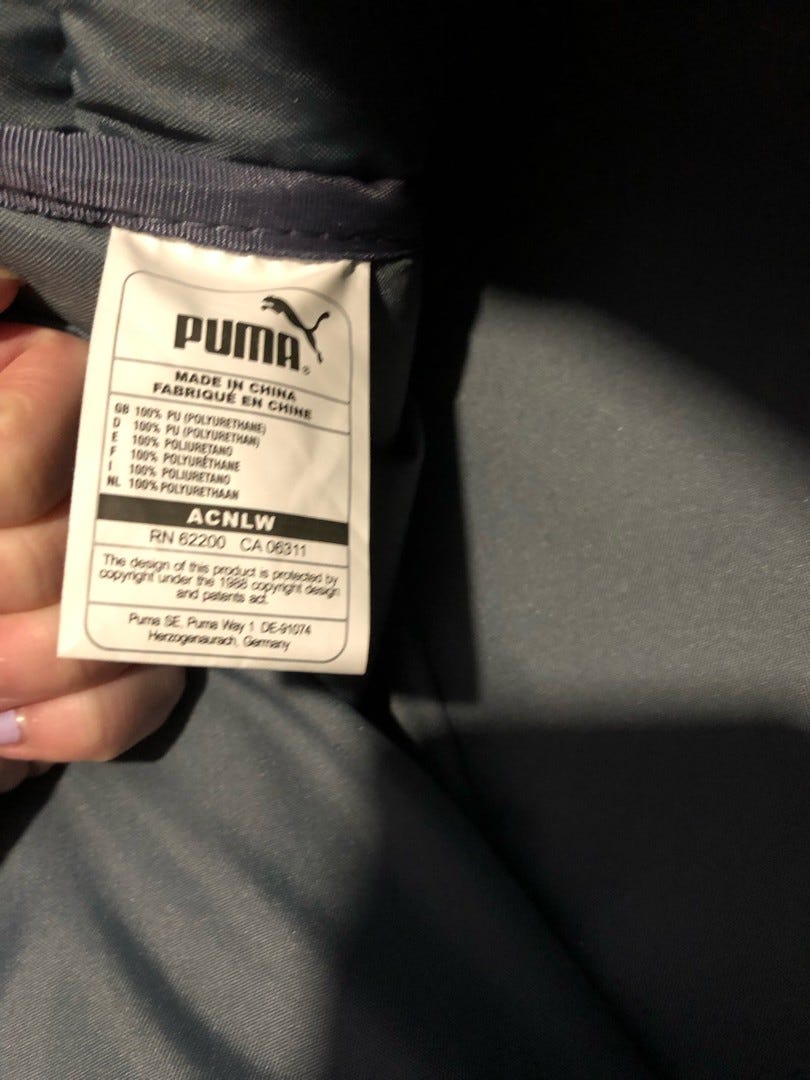 PUMA®
MADE IN CHINA
FABRIQUÉ EN CHINE
GB 100% PU (POLYURETHANE)
D 100% PU (POLYURETHAN)
E 100% POLIURETANO
F 100% POLYURÉTHANE
I 100% POLIURETANO
NL 100% POLYURETHAAN
ACNLW
RN 62200 CA 06311
The design of this product is protected by
copyright under the 1988 copyright design
and patents act.
Puma SE, Puma Way 1 DE-91074
Herzogenaurach, Germany